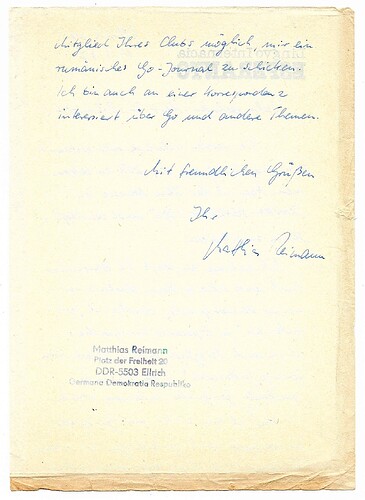 Mitglied Ihres Clubs möglich, mir ein
rumänisches Go-Journal zu schicken.
Ich bin auch an einer Korrespondenz
interessiert über Go und andere Themen.
Mit freundlichen Grüßen
Ihr
Matthias Reimann
Matthias Reimann
Platz der Freiheit 20
DDR-5503 Ellrich
Germana Demokratia Respubliko